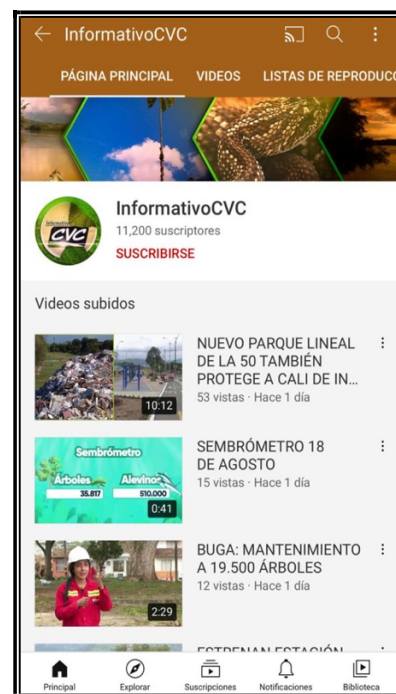 InformativoCVC
PÁGINA PRINCIPAL VIDEOS LISTAS DE REPRODUCC
CVC
InformativoCVC
11,200 suscriptores
SUSCRIBIRSE
Videos subidos
NUEVO PARQUE LINEAL
DE LA 50 TAMBIÉN
PROTEGE A CALI DE IN...
53 vistas · Hace 1 día
10:12
Sembrómetro
Árboles Alevinos
35.817 510.000
0:41
SEMBRÓMETRO 18
DE AGOSTO
15 vistas · Hace 1 día
2:29
BUGA: MANTENIMIENTO
A 19.500 ÁRBOLES
12 vistas · Hace 1 día
ESTRENAN ESTACIÓN
Principal Explorar Suscripciones Notificaciones Biblioteca